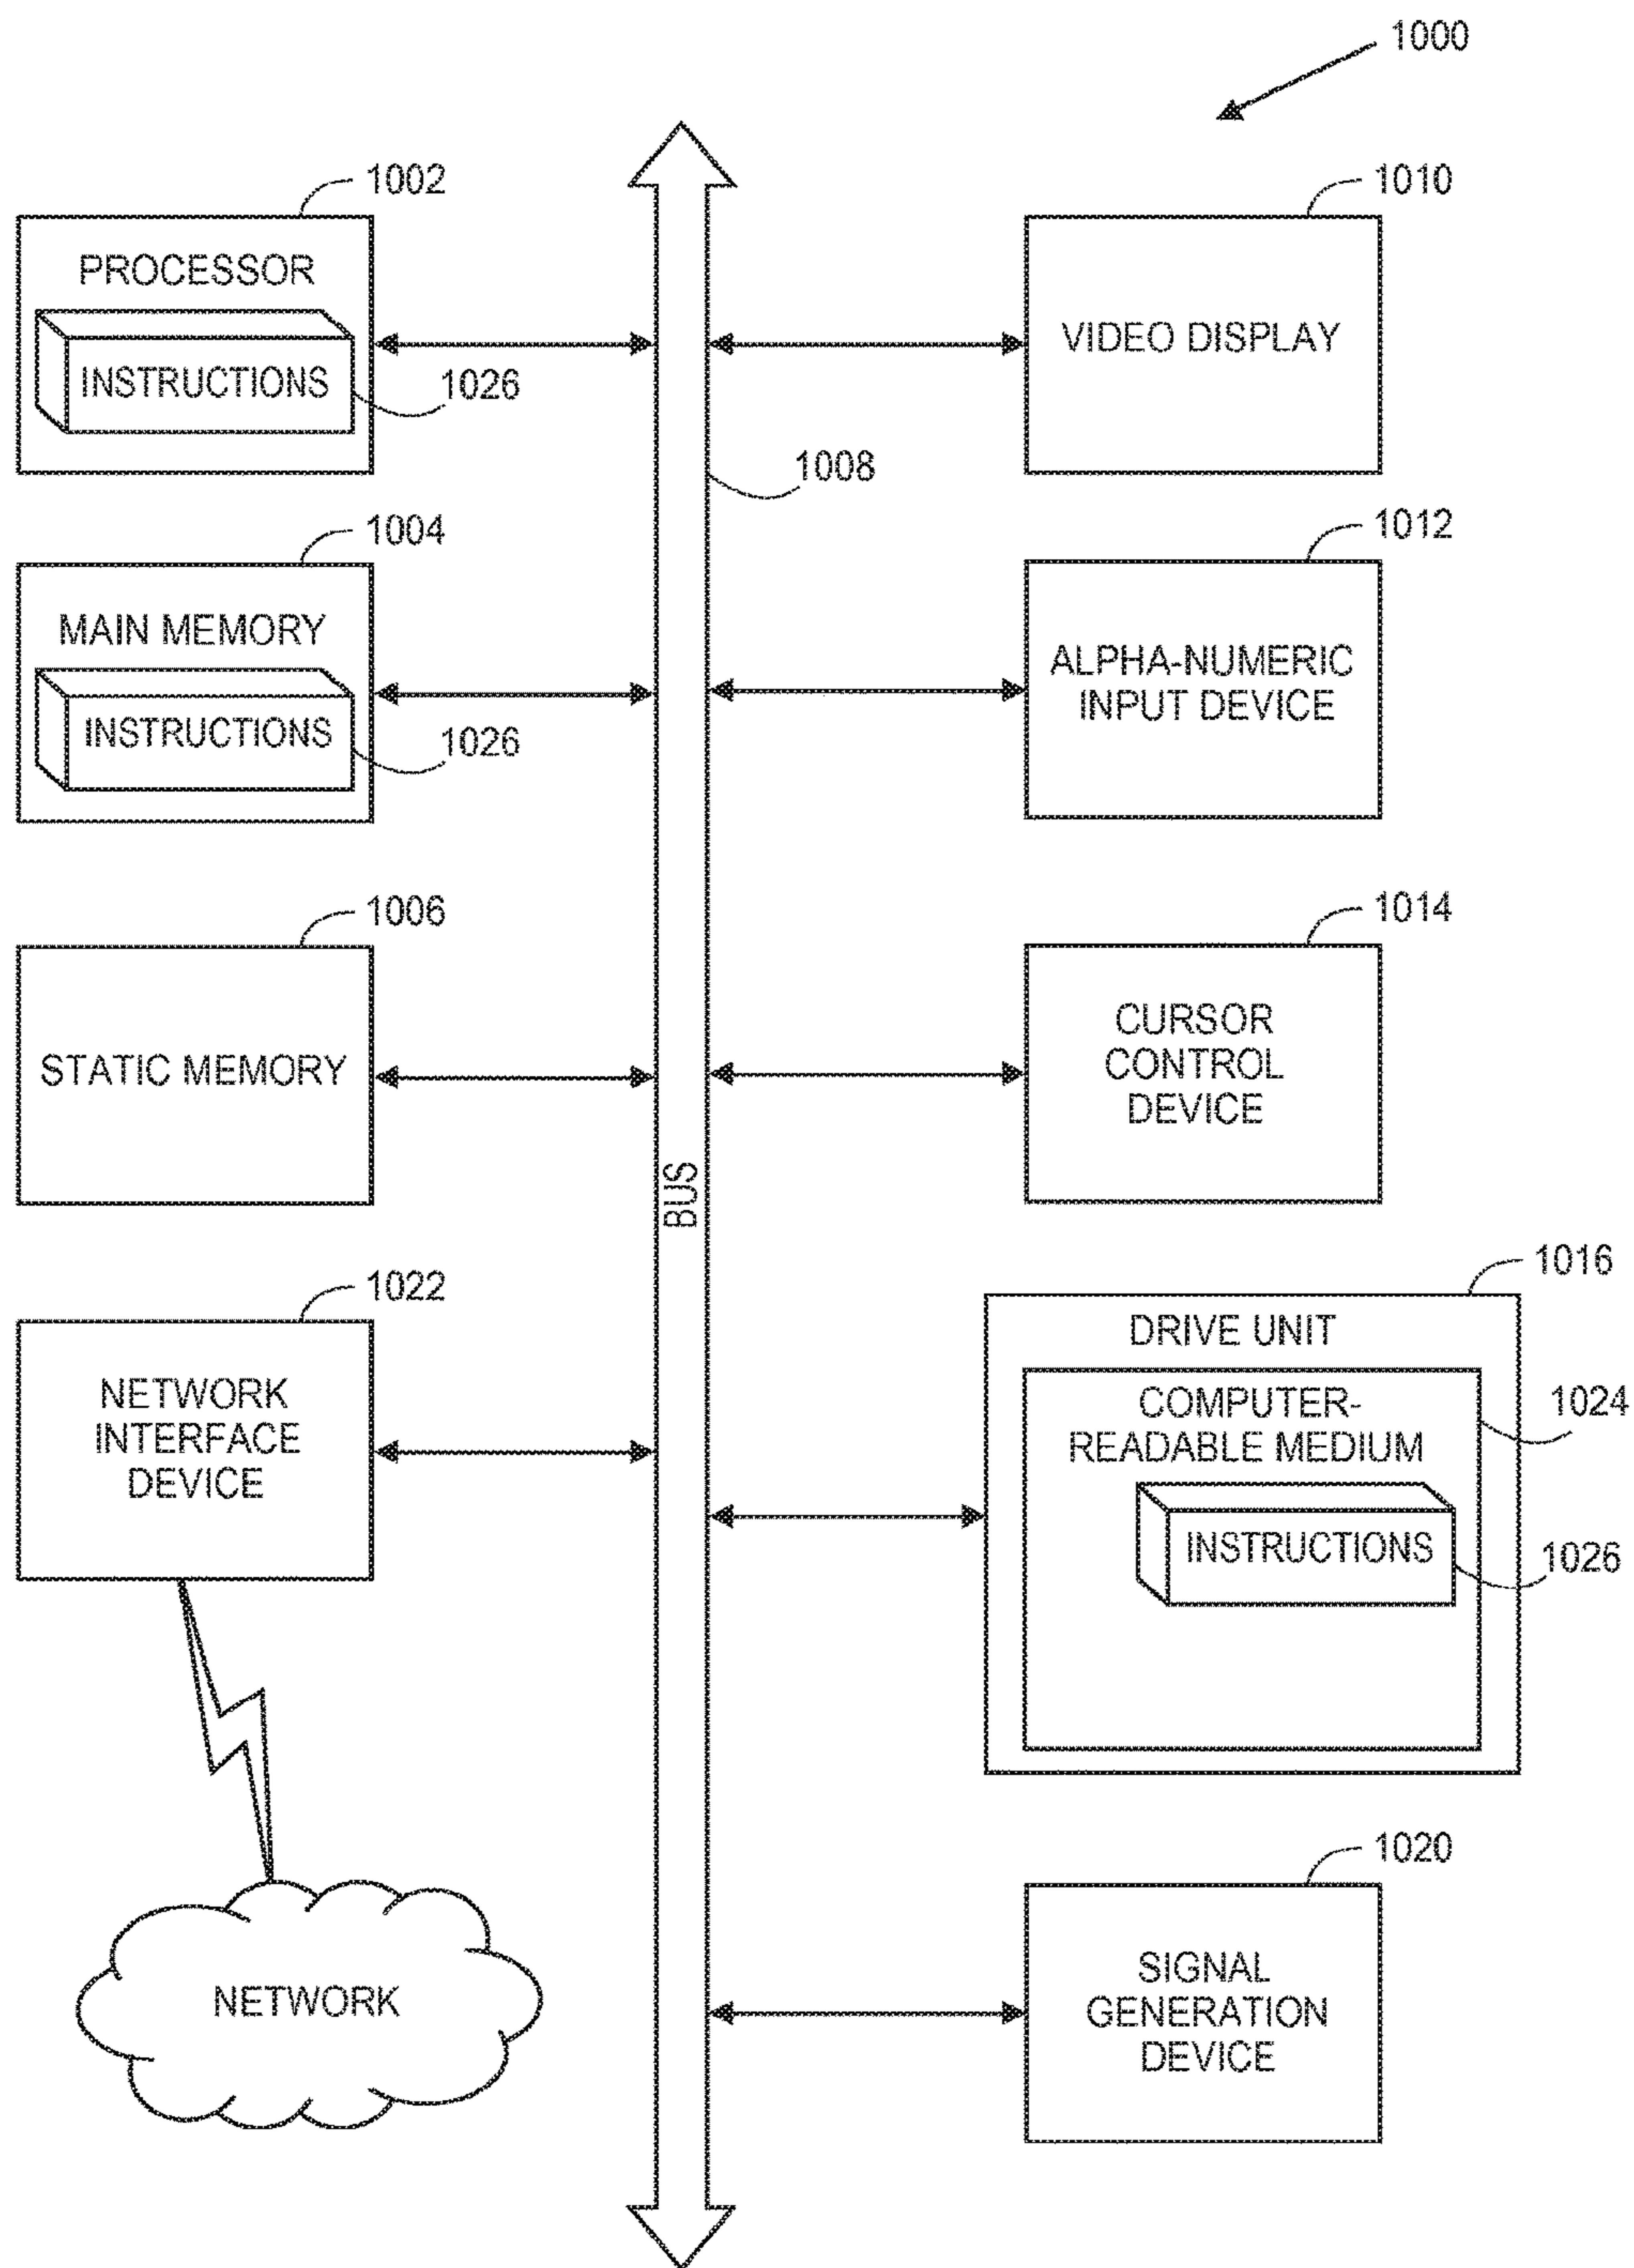 1000
1002
PROCESSOR
INSTRUCTIONS
1026
1004
MAIN MEMORY
INSTRUCTIONS
1026
1006
STATIC MEMORY
1022
NETWORK
INTERFACE
DEVICE
NETWORK
1008
BUS
1010
VIDEO DISPLAY
1012
ALPHA-NUMERIC
INPUT DEVICE
1014
CURSOR
CONTROL
DEVICE
1016
DRIVE UNIT
COMPUTER-
READABLE MEDIUM
1024
INSTRUCTIONS
1026
1020
SIGNAL
GENERATION
DEVICE